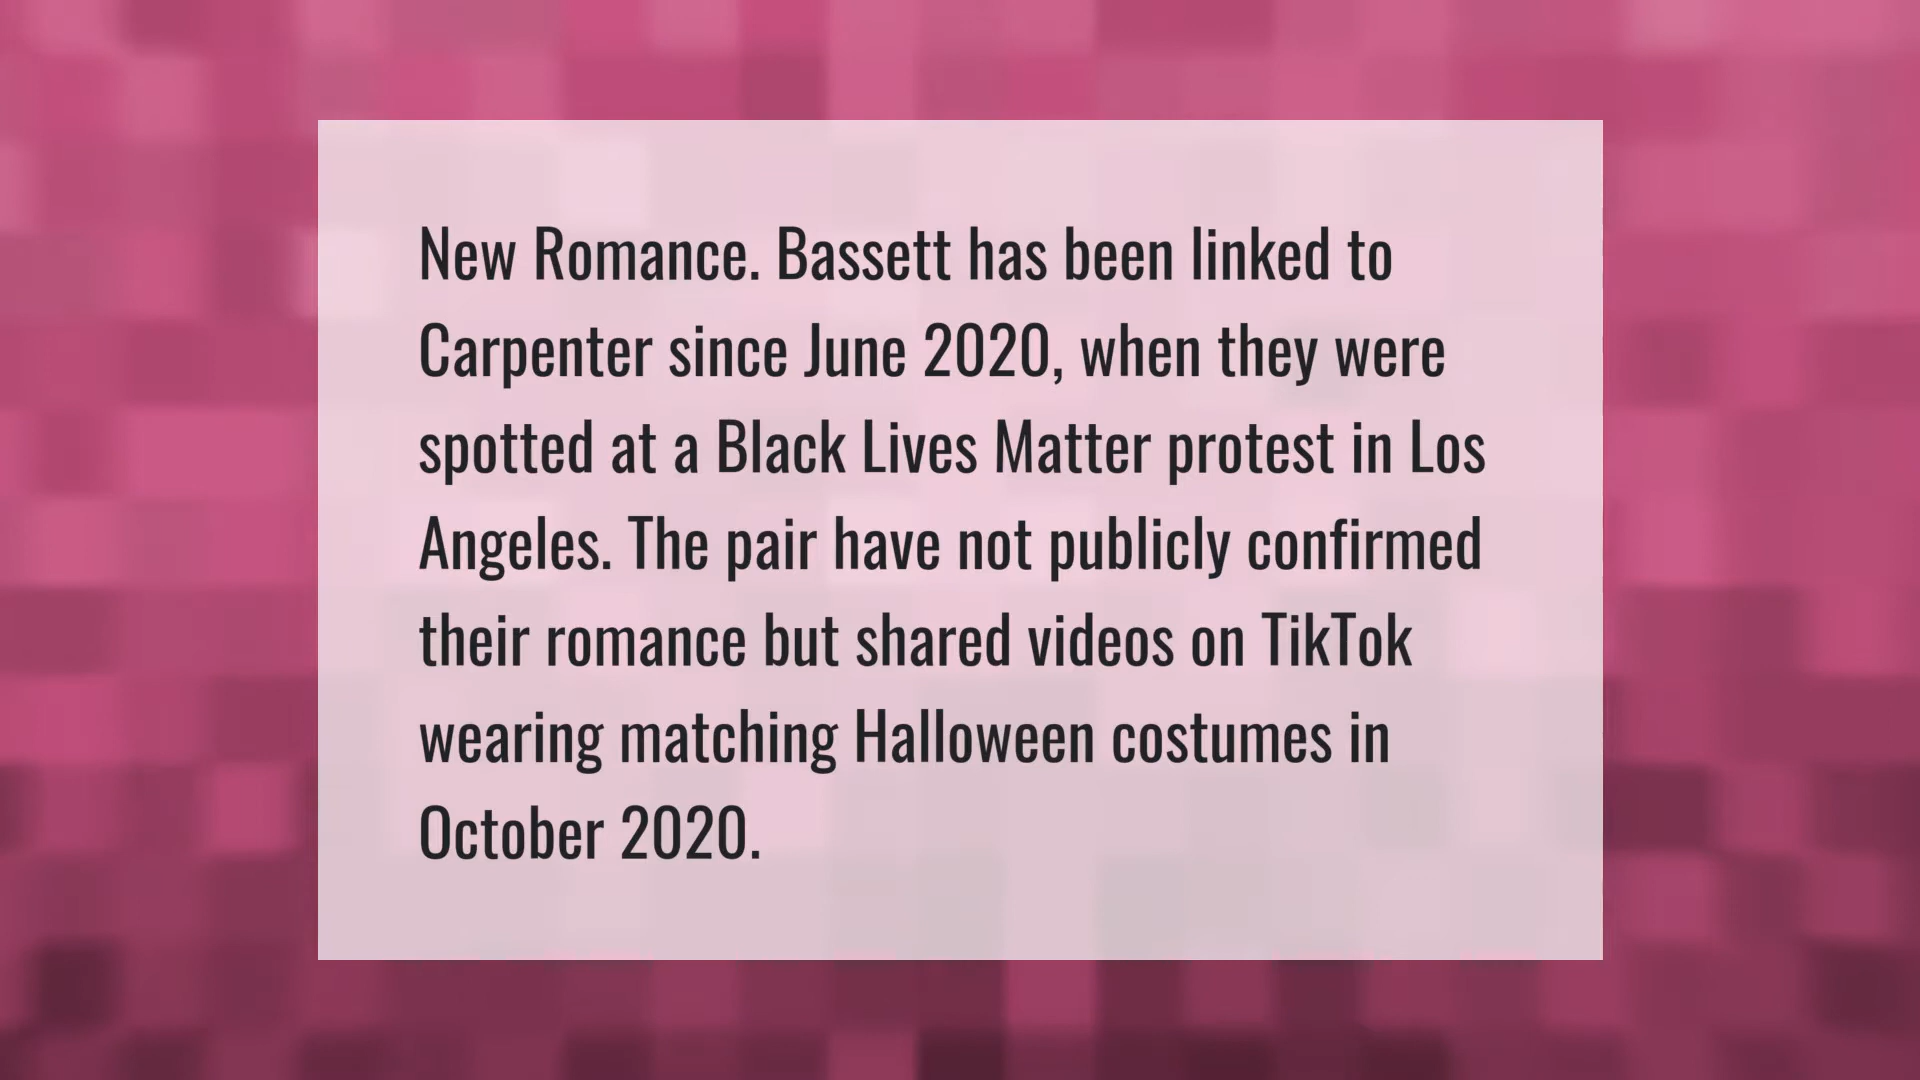 New Romance. Bassett has been linked to
Carpenter since June 2020, when they were
spotted at a Black Lives Matter protest in Los
Angeles. The pair have not publicly confirmed
their romance but shared videos on TikTok
wearing matching Halloween costumes in
October 2020.